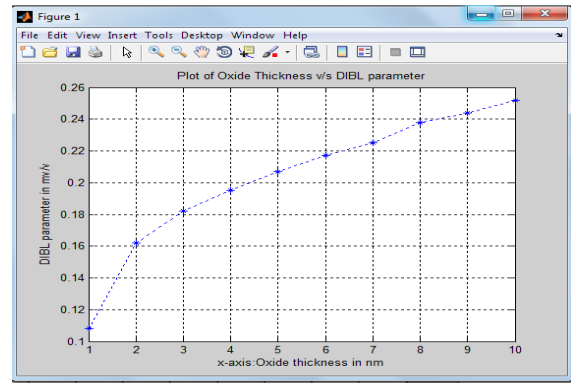 Figure 1
File Edit View Insert Tools Desktop Window Help
Plot of Oxide Thickness v/s DIBL parameter
DIBL parameter in mv/v
0.26
0.24
0.22
0.2
0.18
0.16
0.14
0.12
0.1
1 2 3 4 5 6 7 8 9 10
x-axis:Oxide thickness in nm